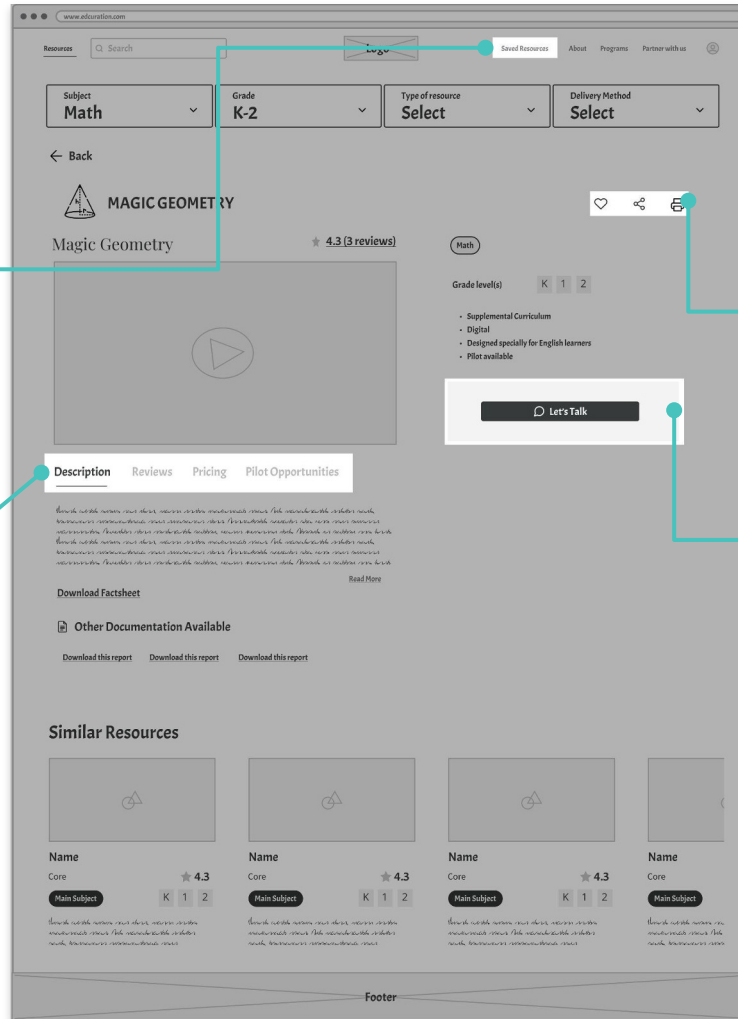 www.edcuration.com
Resources Search Logo Saved Resources About Programs Partner with us
Subject Grade Type of resource Delivery Method
Math K-2 Select Select
Back
MAGIC GEOMETRY
Magic Geometry 4.3 (3 reviews)
Math
Grade level(s) K 1 2
Supplemental Curriculum
Digital
Designed specially for English learners
Pilot available
Let's Talk
Description Reviews Pricing Pilot Opportunities
Read More
Download Factsheet
Other Documentation Available
Download this report Download this report Download this report
Similar Resources
Name Name Name Name
Core 4.3 Core 4.3 Core 4.3 Core
Main Subject K 1 2 Main Subject K 1 2 Main Subject K 1 2 Main Subject
Footer